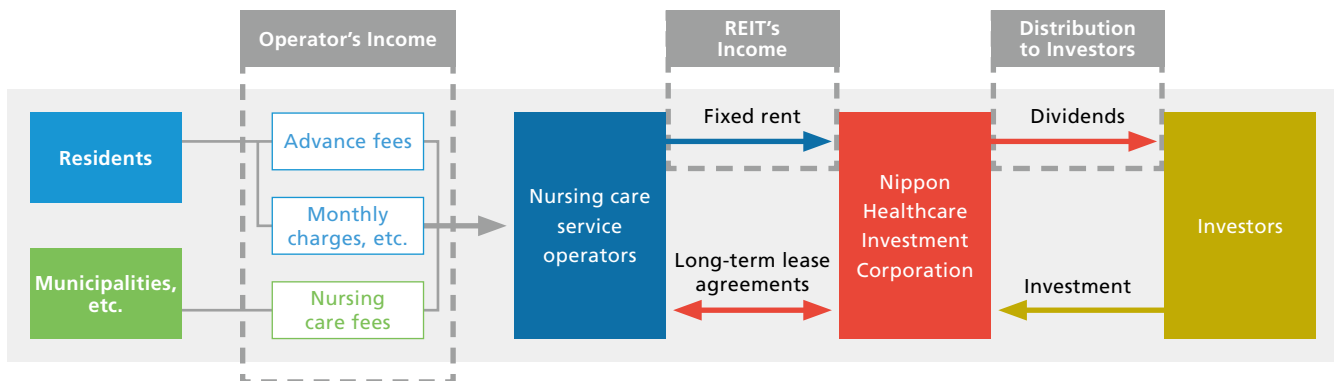 Operator’s Income
REIT’s
Income
Distribution
to Investors
Residents
Municipalities,
etc.
Advance fees
Monthly
charges, etc.
Nursing
care fees
Nursing care
service
operators
Fixed rent
Long-term lease
agreements
Nippon
Healthcare
Investment
Corporation
Dividends
Investment
Investors